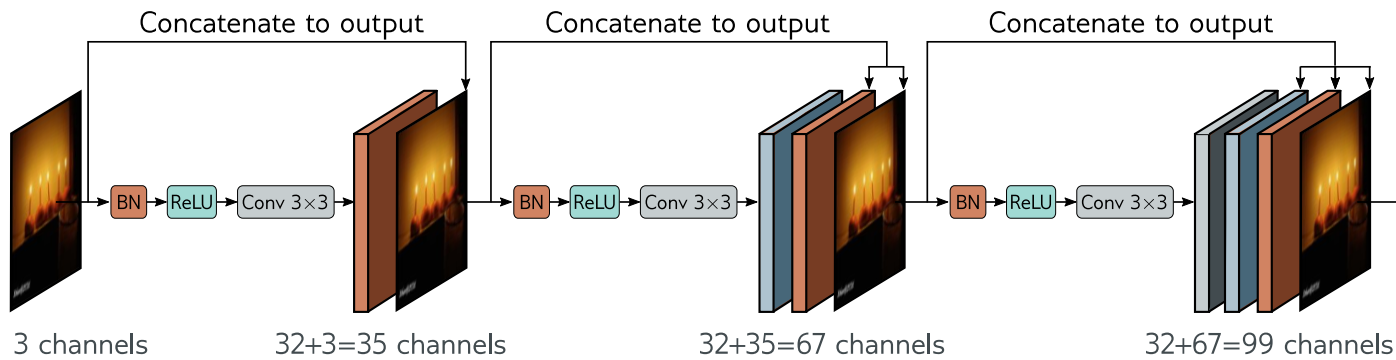 Concatenate to output Concatenate to output Concatenate to output
BN ReLU Conv 3×3 BN ReLU Conv 3×3 BN ReLU Conv 3×3
3 channels 32+3=35 channels 32+35=67 channels 32+67=99 channels